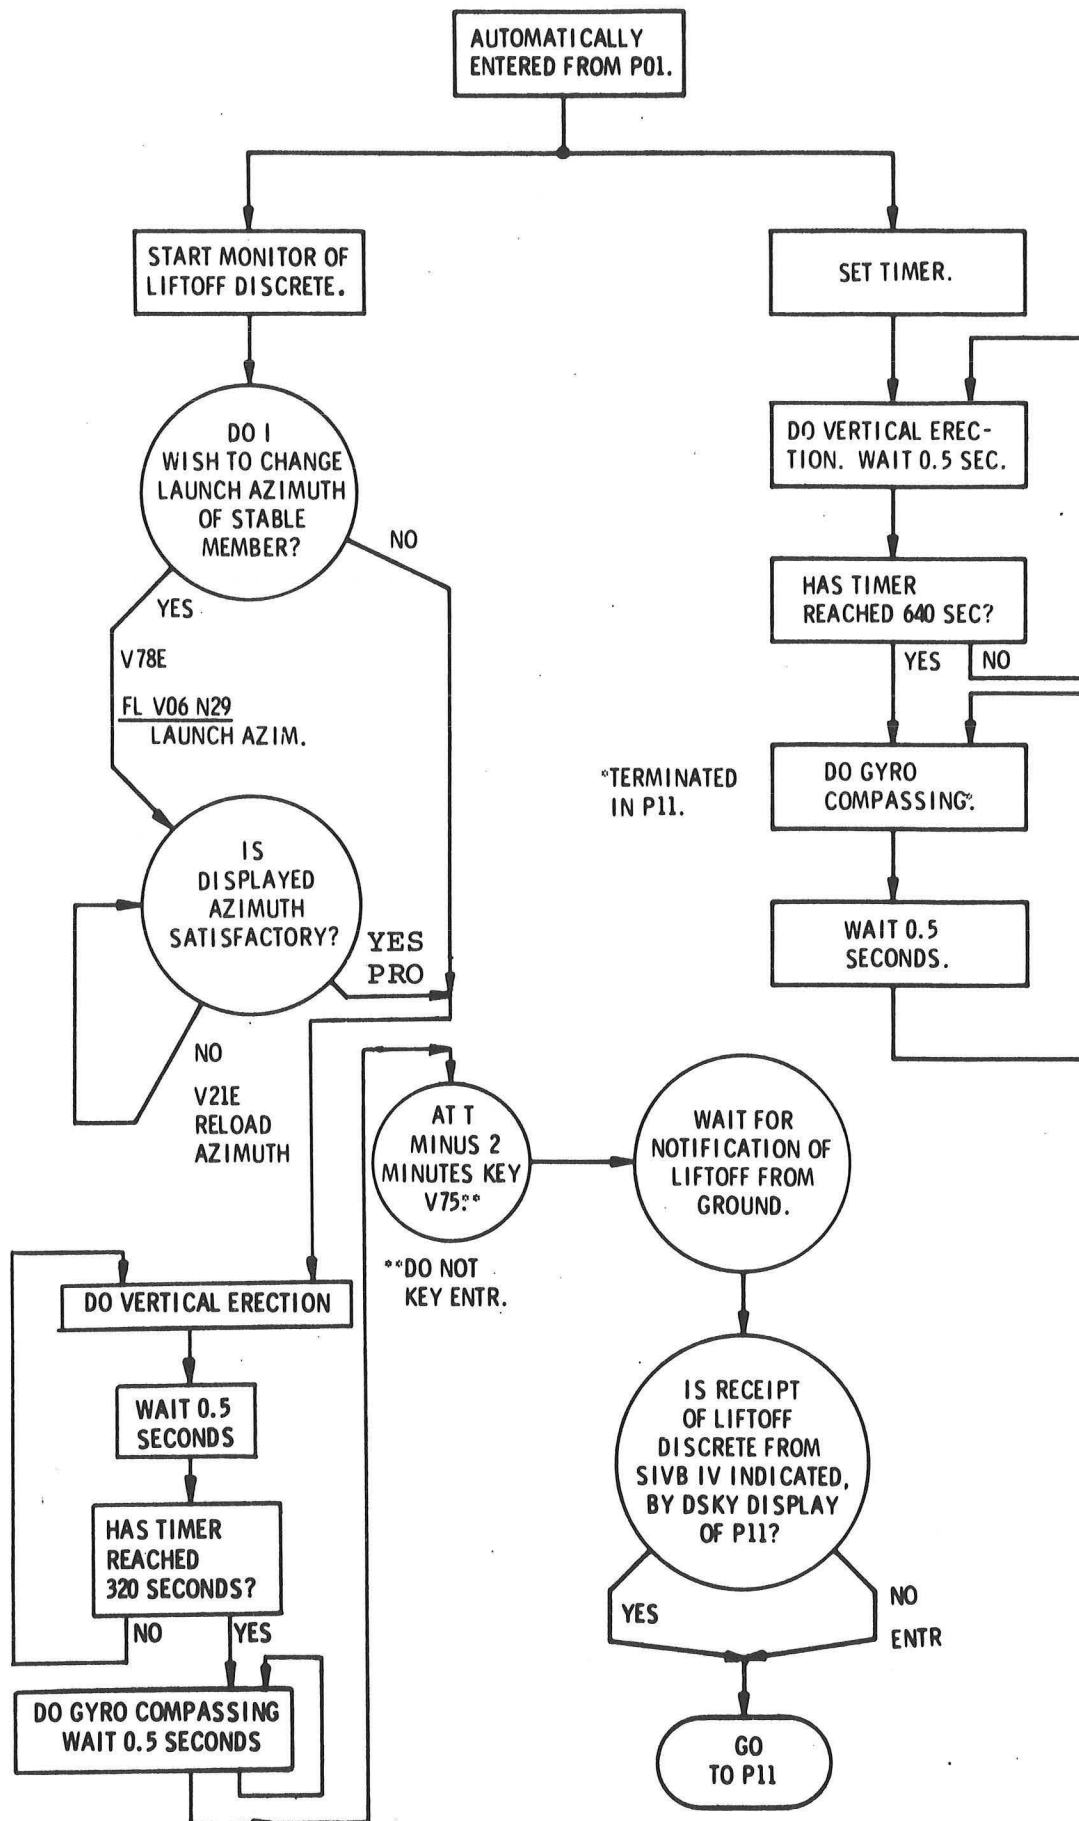 AUTOMATICALLY
ENTERED FROM P01.
START MONITOR OF
LIFTOFF DISCRETE.
SET TIMER.
DO I
WISH TO CHANGE
LAUNCH AZIMUTH
OF STABLE
MEMBER?
NO
YES
V78E
FL V06 N29
LAUNCH AZIM.
DO VERTICAL EREC-
TION. WAIT 0.5 SEC.
HAS TIMER
REACHED 640 SEC?
YES
NO
*TERMINATED
IN P11.
DO GYRO
COMPASSING*.
WAIT 0.5
SECONDS.
IS
DISPLAYED
AZIMUTH
SATISFACTORY?
YES
PRO
NO
V21E
RELOAD
AZIMUTH
AT T
MINUS 2
MINUTES KEY
V75.**
**DO NOT
KEY ENTR.
WAIT FOR
NOTIFICATION OF
LIFTOFF FROM
GROUND.
DO VERTICAL ERECTION
WAIT 0.5
SECONDS
HAS TIMER
REACHED
320 SECONDS?
NO
YES
DO GYRO COMPASSING
WAIT 0.5 SECONDS
IS RECEIPT
OF LIFTOFF
DISCRETE FROM
SIVB IV INDICATED,
BY DSKY DISPLAY
OF P11?
YES
NO
ENTR
GO
TO P11